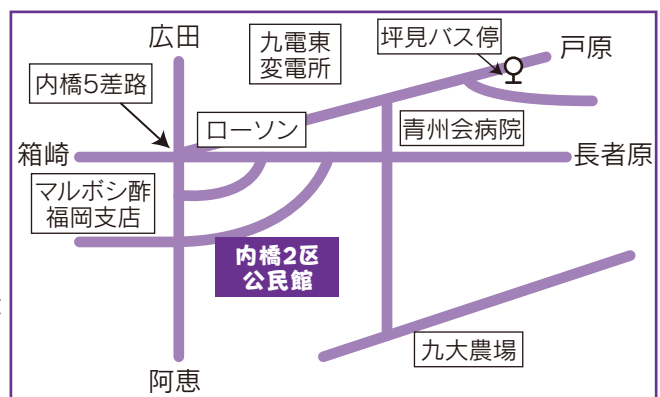 広田
九電東
変電所
坪見バス停
戸原
内橋5差路
ローソン
青州会病院
箱崎
長者原
マルボシ酢
福岡支店
内橋2区
公民館
九大農場
阿恵